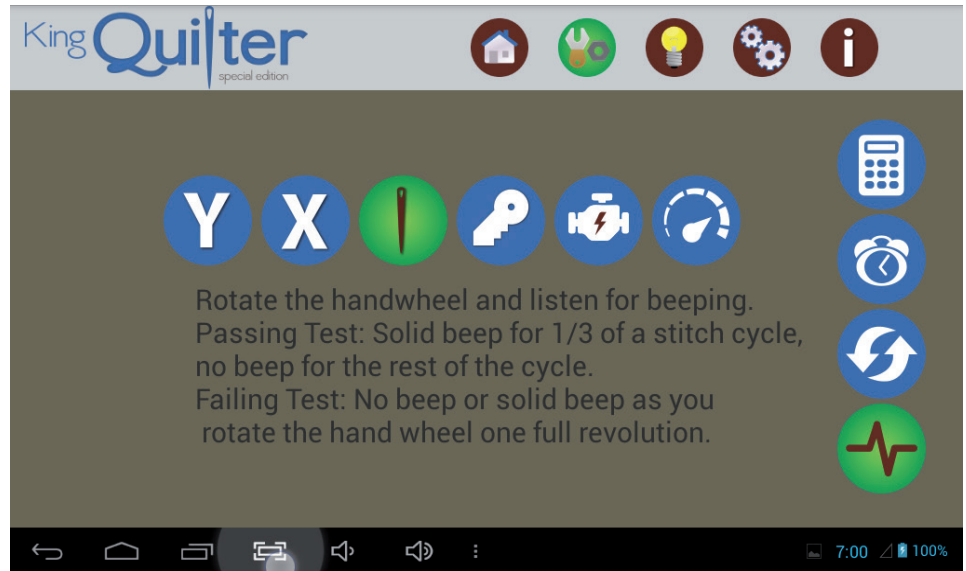 King Quilter
special edition
i
Y X
Rotate the handwheel and listen for beeping.
Passing Test: Solid beep for 1/3 of a stitch cycle,
no beep for the rest of the cycle.
Failing Test: No beep or solid beep as you
rotate the hand wheel one full revolution.
7:00 100%